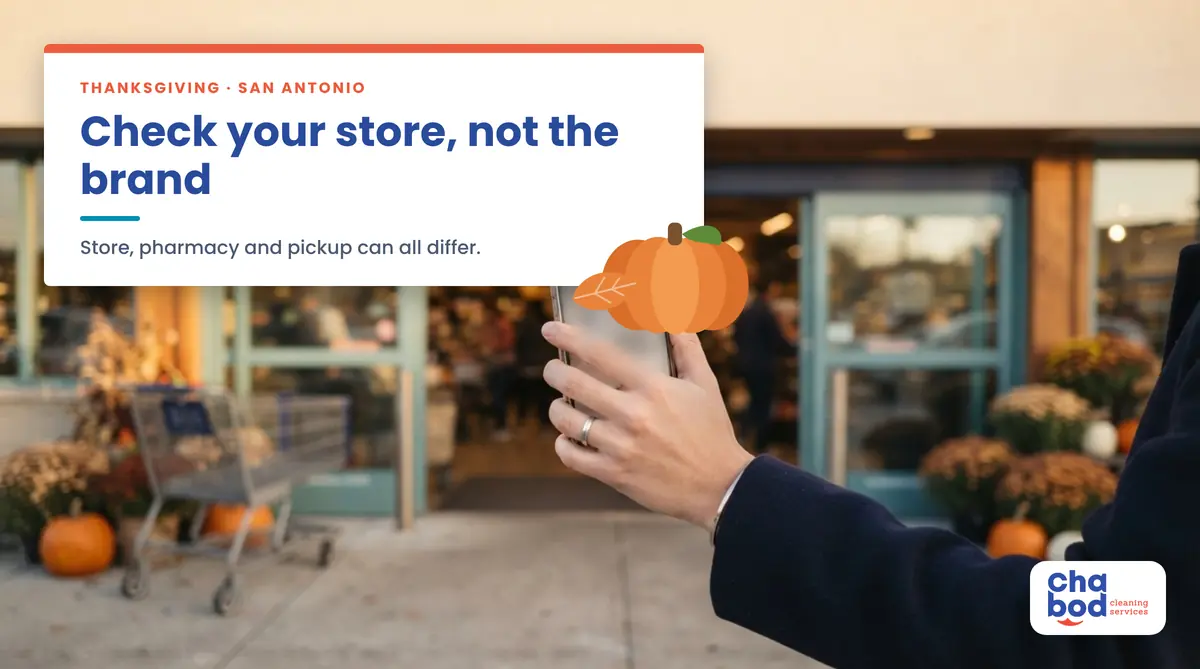 THANKSGIVING · SAN ANTONIO
Check your store, not the
brand
Store, pharmacy and pickup can all differ.
cha
bod
cleaning
services